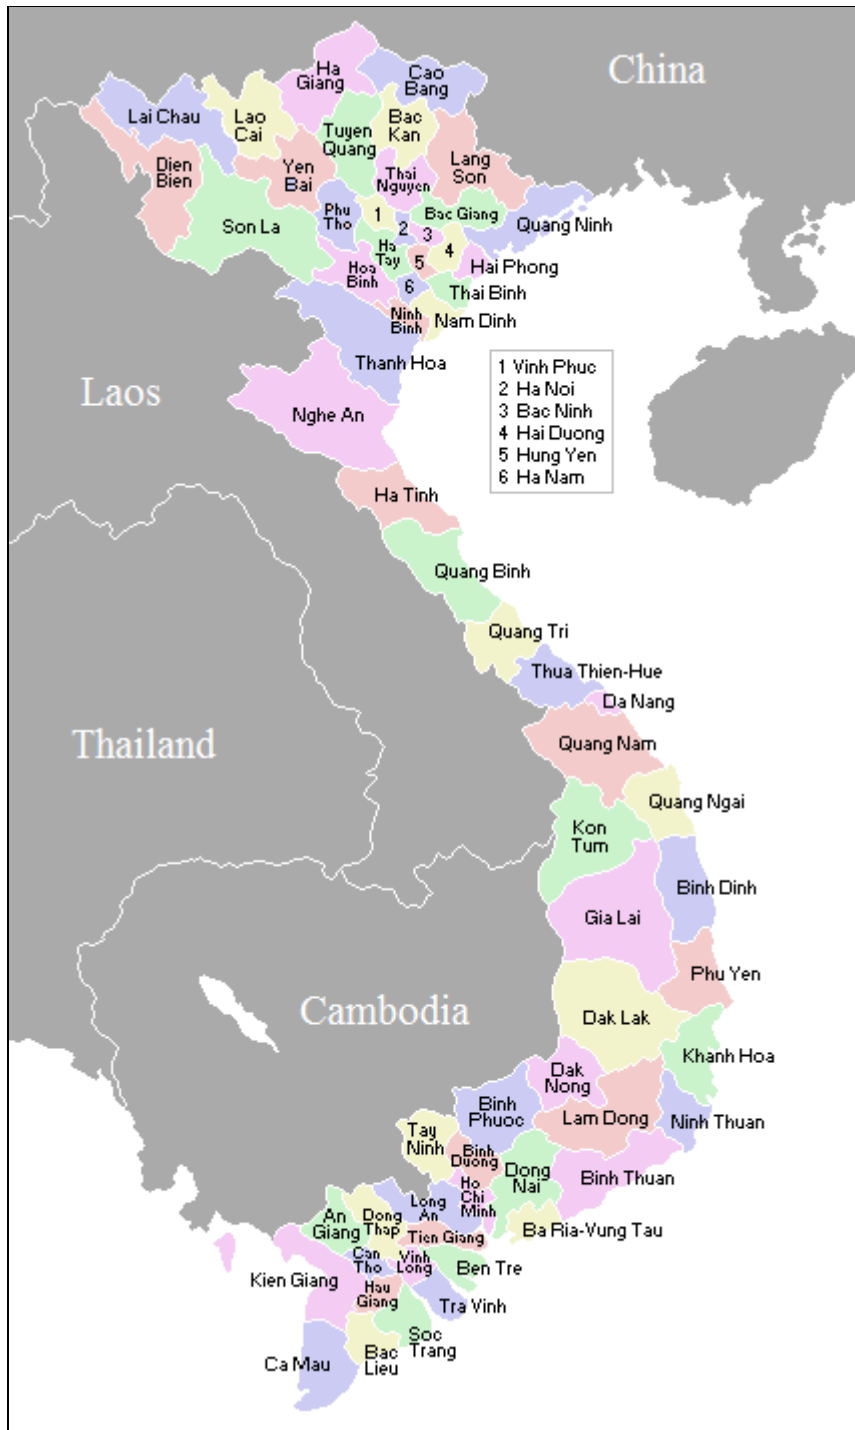 China
Ha
Giang
Cao
Bang
Lai Chau
Lao
Cai
Tuyen
Quang
Bac
Kan
Lang
Son
Dien
Bien
Yen
Bai
Thai
Nguyen
Phu
Tho
1
2
3
4
5
6
Bac Giang
Quang Ninh
Son La
Ha
Tay
Hoa
Binh
Hai Phong
Thai Binh
Ninh
Binh
Nam Dinh
Thanh Hoa
1 Vinh Phuc
2 Ha Noi
3 Bac Ninh
4 Hai Duong
5 Hung Yen
6 Ha Nam
Laos
Nghe An
Ha Tinh
Quang Binh
Quang Tri
Thua Thien-Hue
Da Nang
Thailand
Quang Nam
Quang Ngai
Kon
Tum
Binh Dinh
Gia Lai
Phu Yen
Cambodia
Dak Lak
Khanh Hoa
Dak
Nong
Binh
Phuoc
Lam Dong
Ninh Thuan
Tay
Ninh
Binh
Duong
Dong
Nai
Binh Thuan
Ho
Chi
Minh
Long
An
An
Giang
Dong
Thap
Tien Giang
Ba Ria-Vung Tau
Can
Tho
Vinh
Long
Ben Tre
Kien Giang
Hau
Giang
Tra Vinh
Soc
Trang
Bac
Lieu
Ca Mau